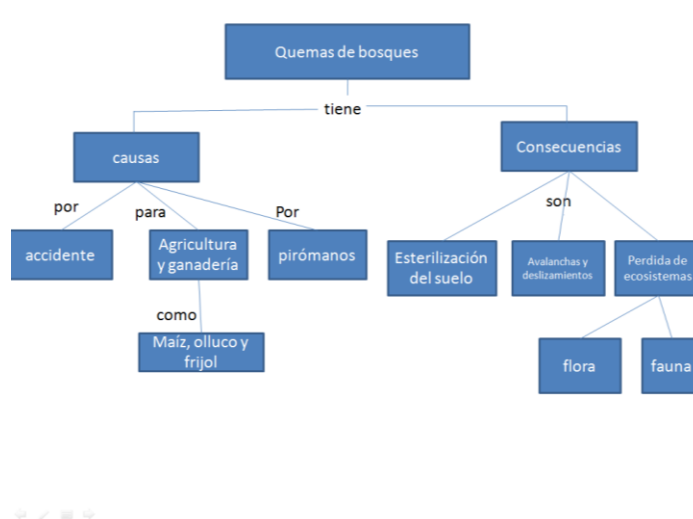 Quemas de bosques
tiene
causas
Consecuencias
por
para
Por
son
accidente
Agricultura
y ganadería
pirómanos
Esterilización
del suelo
Avalanchas y
deslizamientos
Perdida de
ecosistemas
como
Maíz, olluco y
frijol
flora
fauna